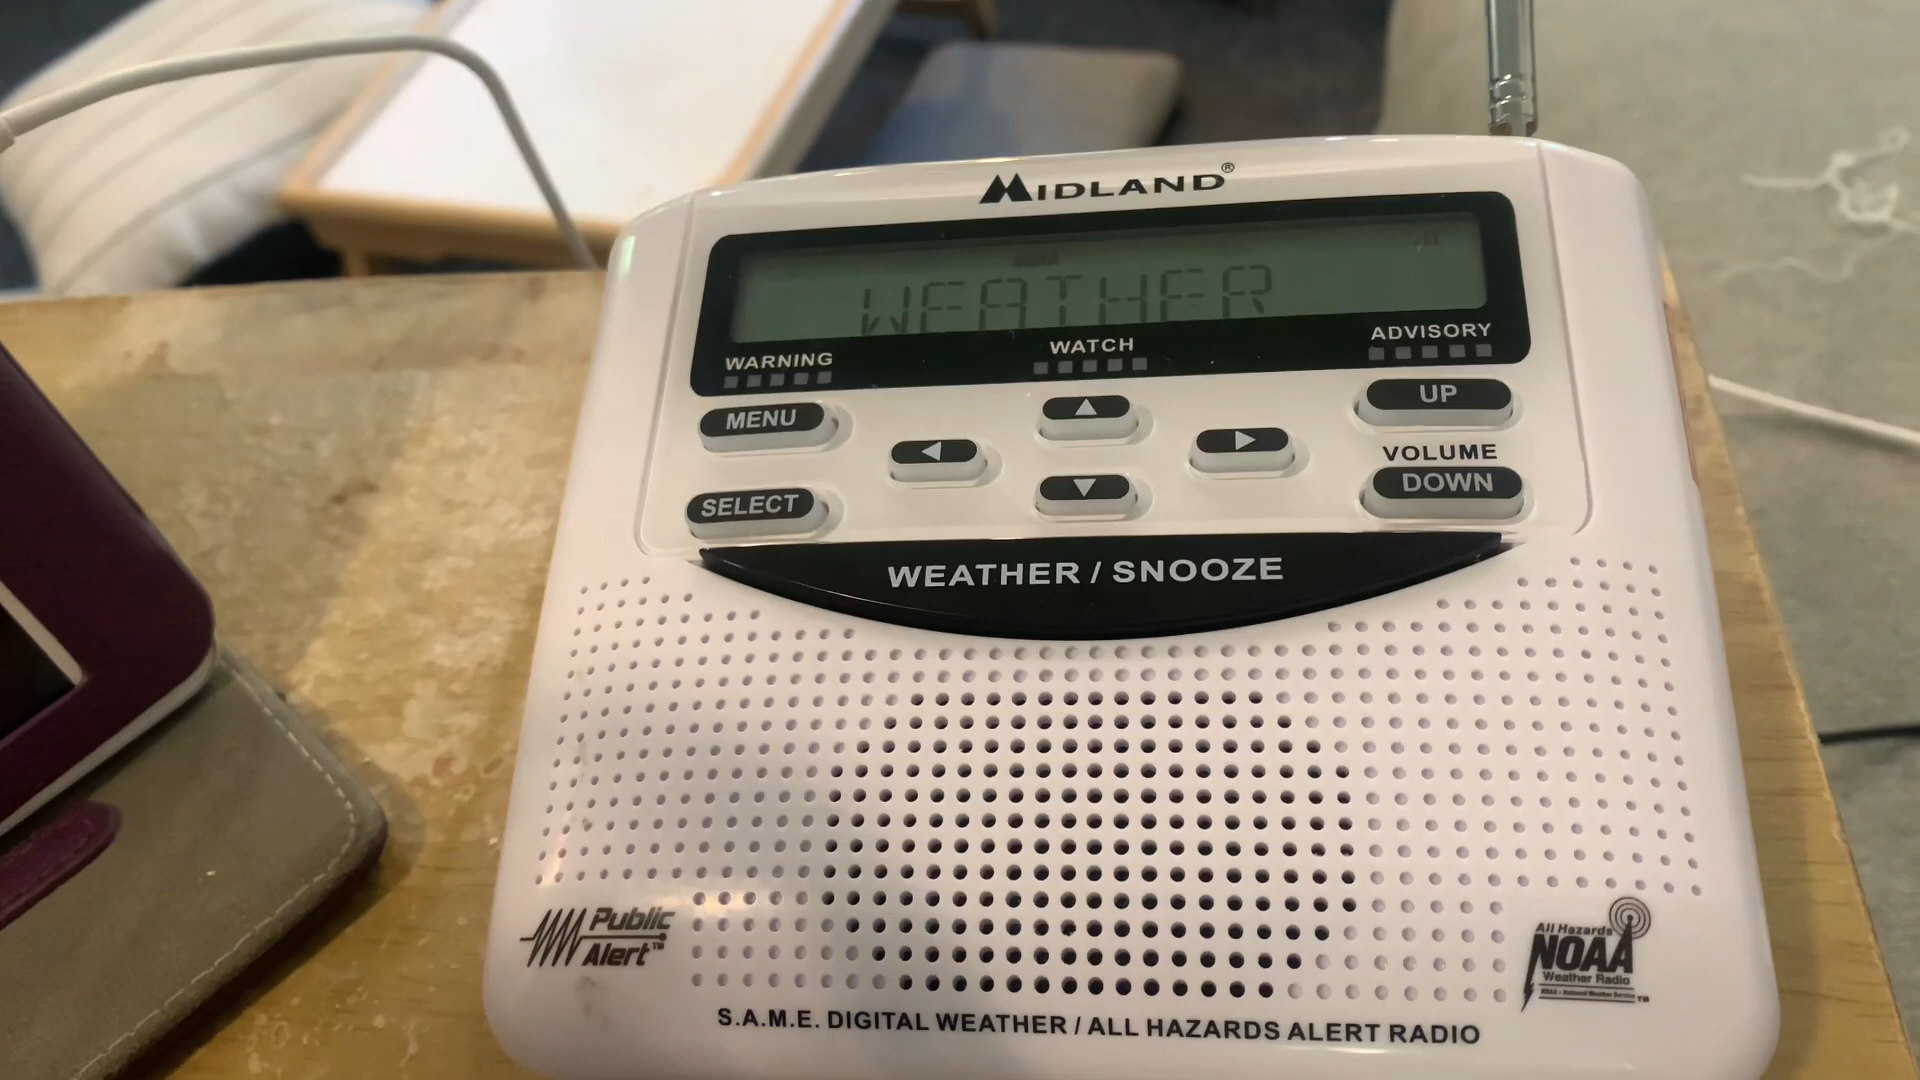 MIDLAND®
WEATHER
WARNING
WATCH
ADVISORY
MENU
UP
VOLUME
SELECT
DOWN
WEATHER / SNOOZE
Public
Alert™
All Hazards
NOAA
Weather Radio
S.A.M.E. DIGITAL WEATHER / ALL HAZARDS ALERT RADIO